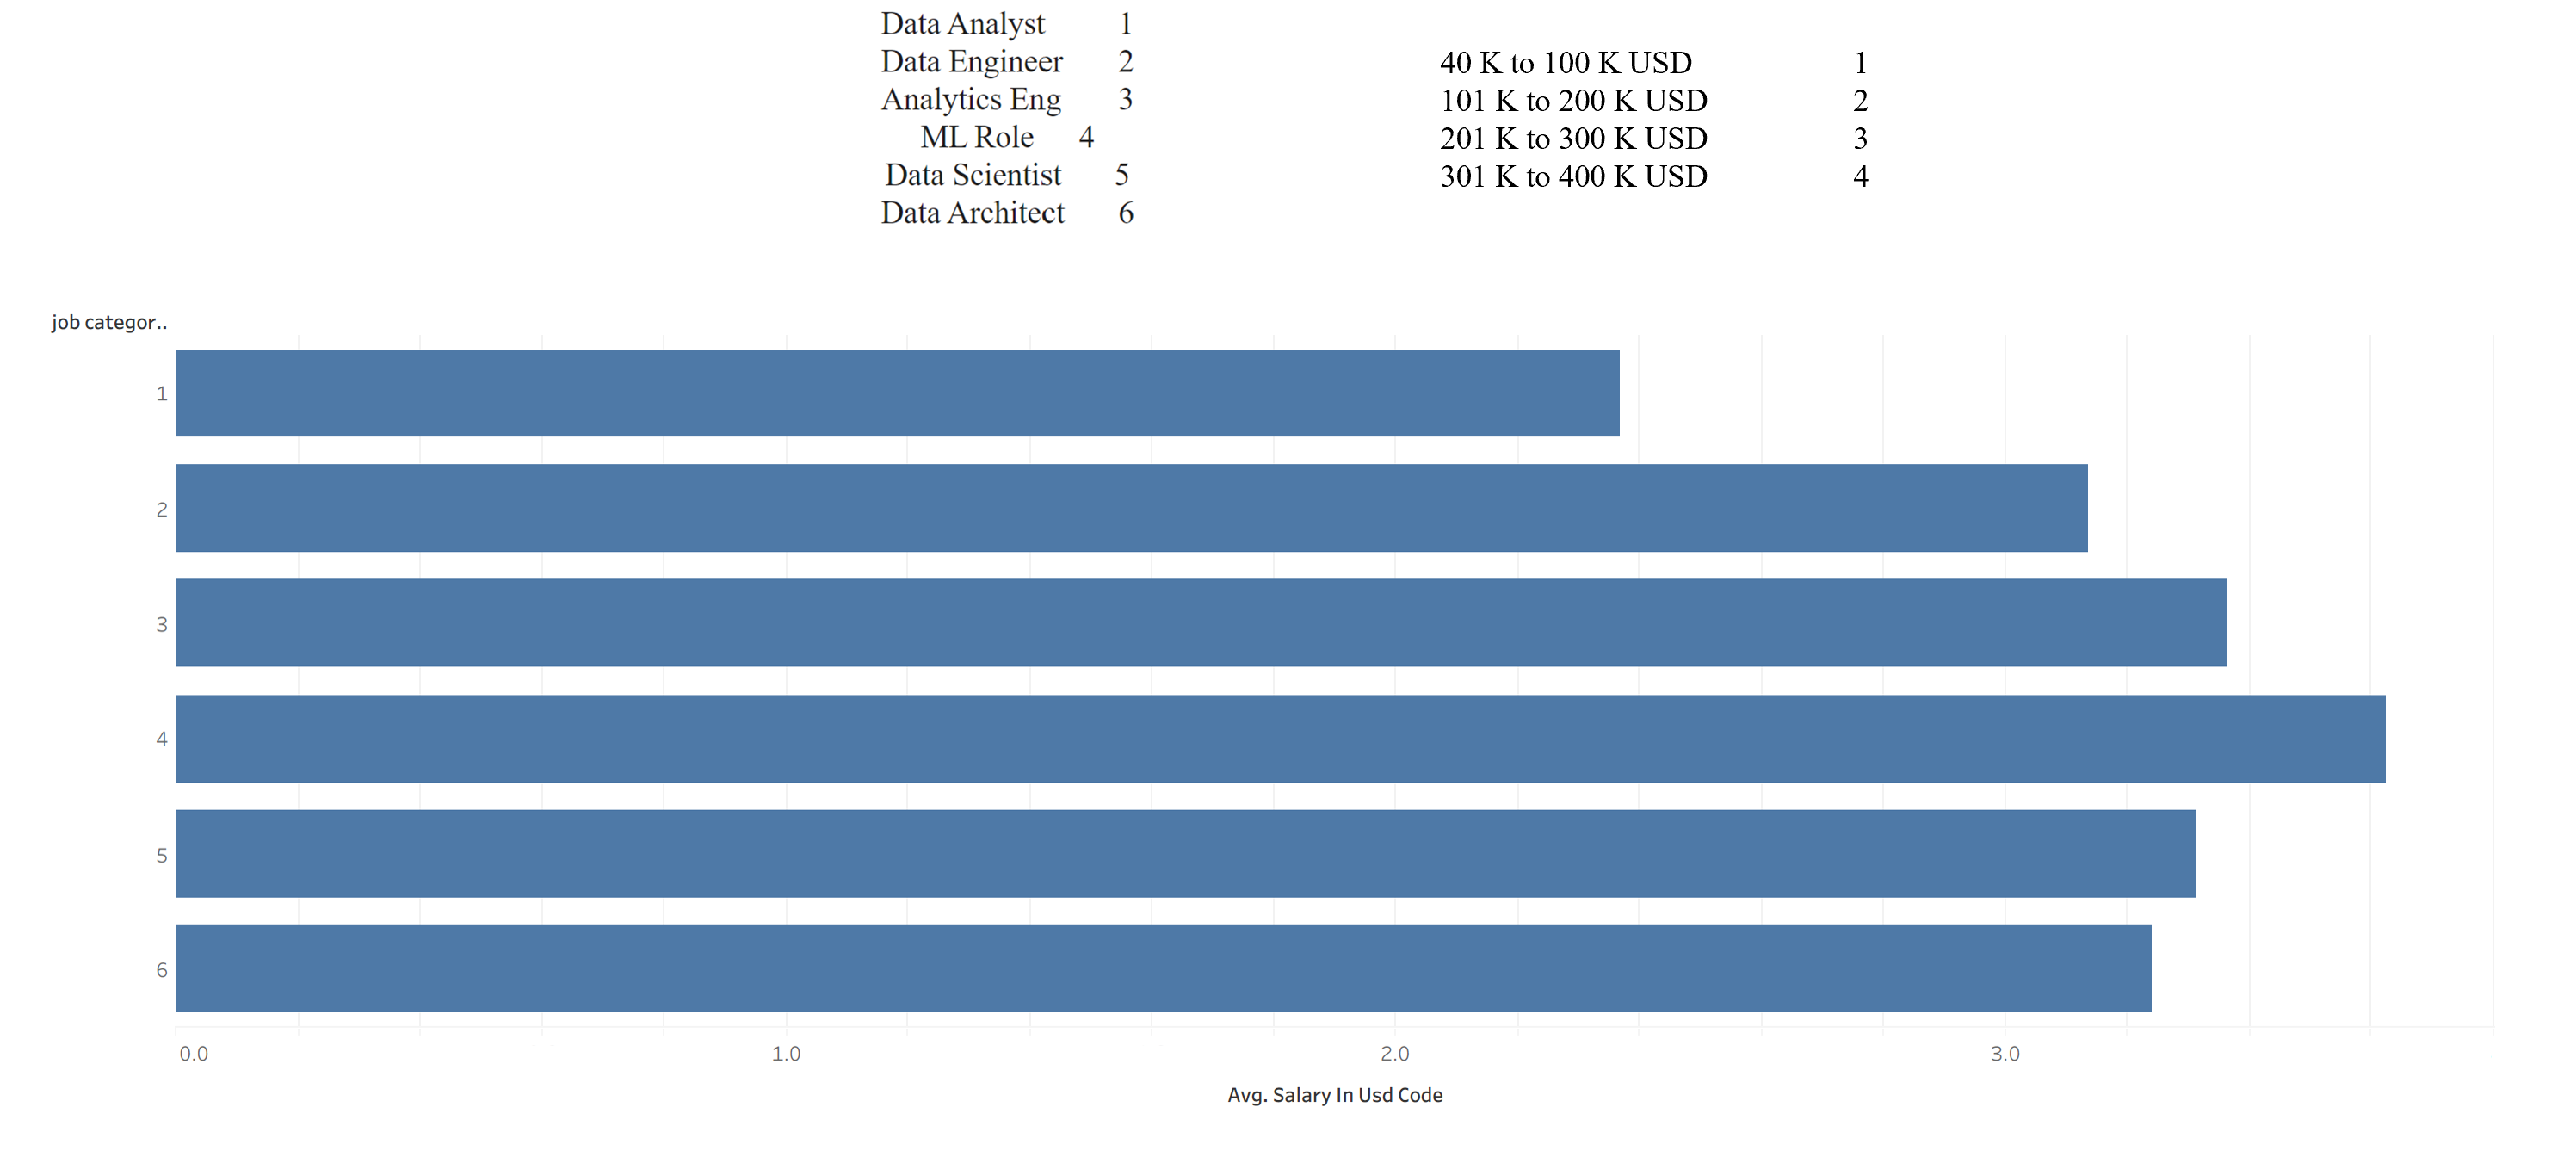 Data Analyst 1
Data Engineer 2
Analytics Eng 3
ML Role 4
Data Scientist 5
Data Architect 6
40 K to 100 K USD 1
101 K to 200 K USD 2
201 K to 300 K USD 3
301 K to 400 K USD 4
job categor..
1
2
3
4
5
6
0.0 1.0 2.0 3.0
Avg. Salary In Usd Code